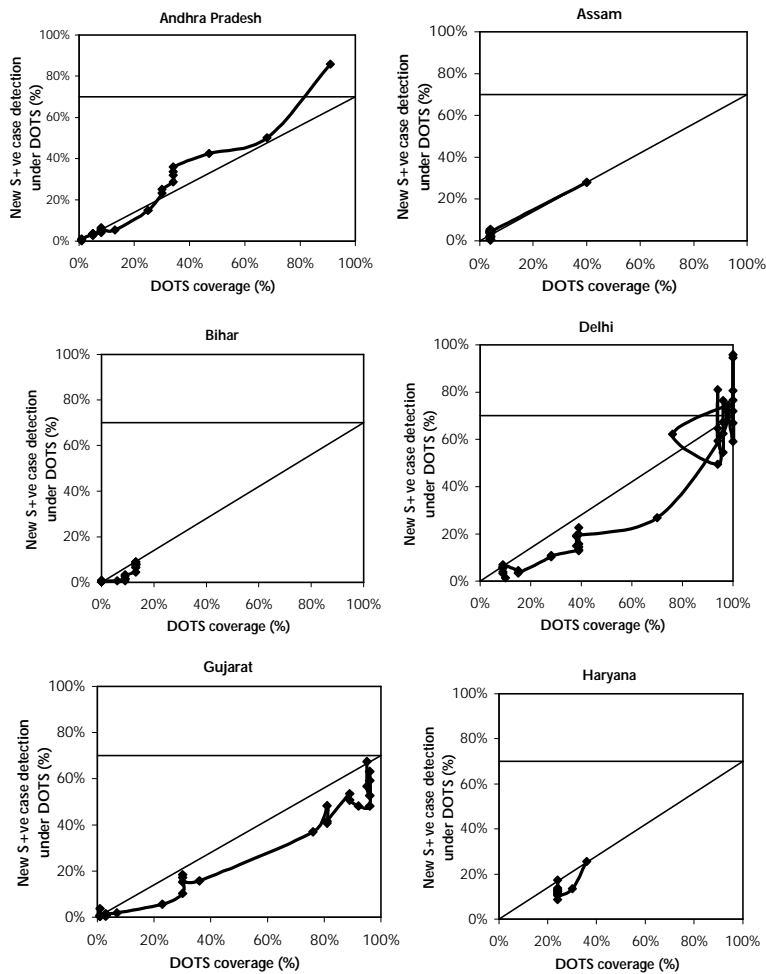 Andhra Pradesh
New S+ve case detection
under DOTS (%)
100%
80%
60%
40%
20%
0%
0% 20% 40% 60% 80% 100%
DOTS coverage (%)
Assam
New S+ve case detection
under DOTS (%)
100%
80%
60%
40%
20%
0%
0% 20% 40% 60% 80% 100%
DOTS coverage (%)
Bihar
New S+ve case detection
under DOTS (%)
100%
80%
60%
40%
20%
0%
0% 20% 40% 60% 80% 100%
DOTS coverage (%)
Delhi
New S+ve case detection
under DOTS (%)
100%
80%
60%
40%
20%
0%
0% 20% 40% 60% 80% 100%
DOTS coverage (%)
Gujarat
New S+ve case detection
under DOTS (%)
100%
80%
60%
40%
20%
0%
0% 20% 40% 60% 80% 100%
DOTS coverage (%)
Haryana
New S+ve case detection
under DOTS (%)
100%
80%
60%
40%
20%
0%
0% 20% 40% 60% 80% 100%
DOTS coverage (%)